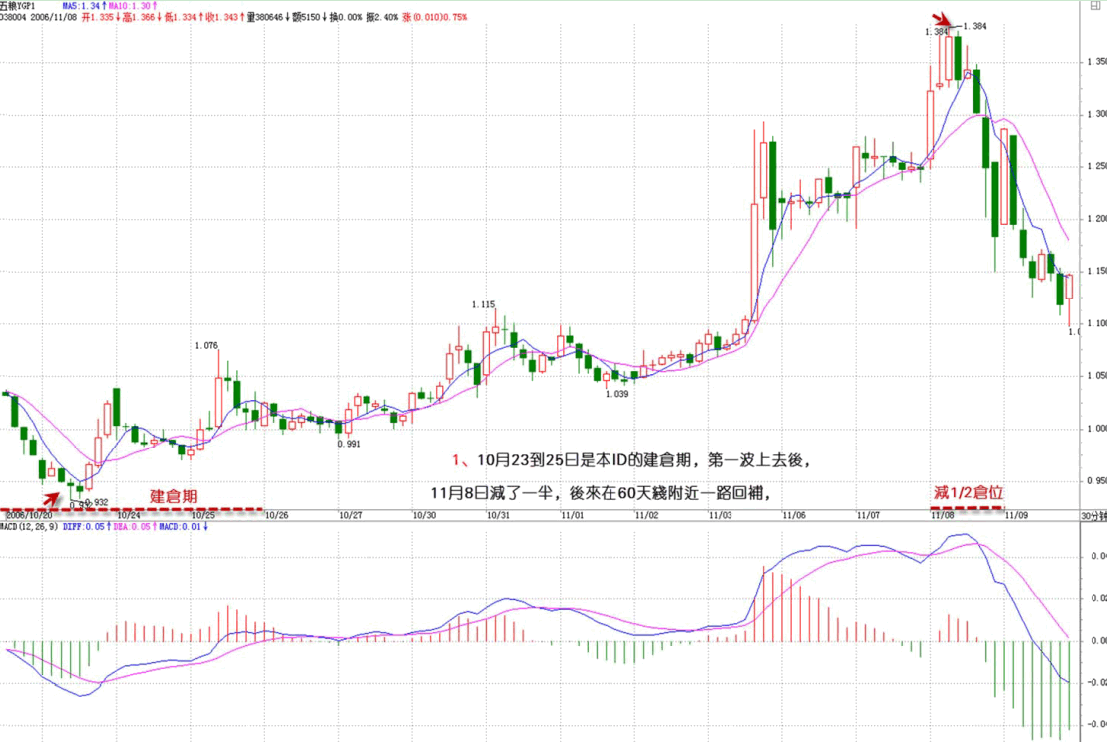 五粮YGP1 MA5:1.34↑MA10:1.30↑
038004 2006/11/08 开1.335↓高1.366↓低1.334↑收1.343↑量380646↓额5150↓换0.00% 振2.40% 涨(0.010)0.75%
1.384
1.384
1.350
1.300
1.250
1.200
1.150
1.100
1.115
1.076
1.050
1.039
1.000
0.991
1、10月23到25日是本ID的建倉期，第一波上去後，
0.950
建倉期
11月8日減了一半，後來在60天綫附近一路回補，
减1/2倉位
0.932
2006/10/20 10/24 10/25 10/26 10/27 10/30 10/31 11/01 11/02 11/03 11/06 11/07 11/08 11/09 30分钟
MACD(12,26,9) DIFF:0.05↑DEA:0.05↑MACD:0.01↓